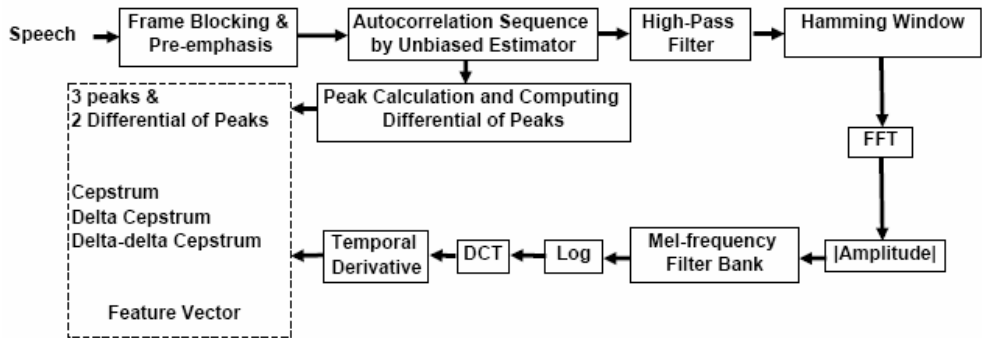 Speech
Frame Blocking &
Pre-emphasis
Autocorrelation Sequence
by Unbiased Estimator
High-Pass
Filter
Hamming Window
3 peaks &
2 Differential of Peaks
Peak Calculation and Computing
Differential of Peaks
FFT
Cepstrum
Delta Cepstrum
Delta-delta Cepstrum
Temporal
Derivative
DCT
Log
Mel-frequency
Filter Bank
|Amplitude|
Feature Vector